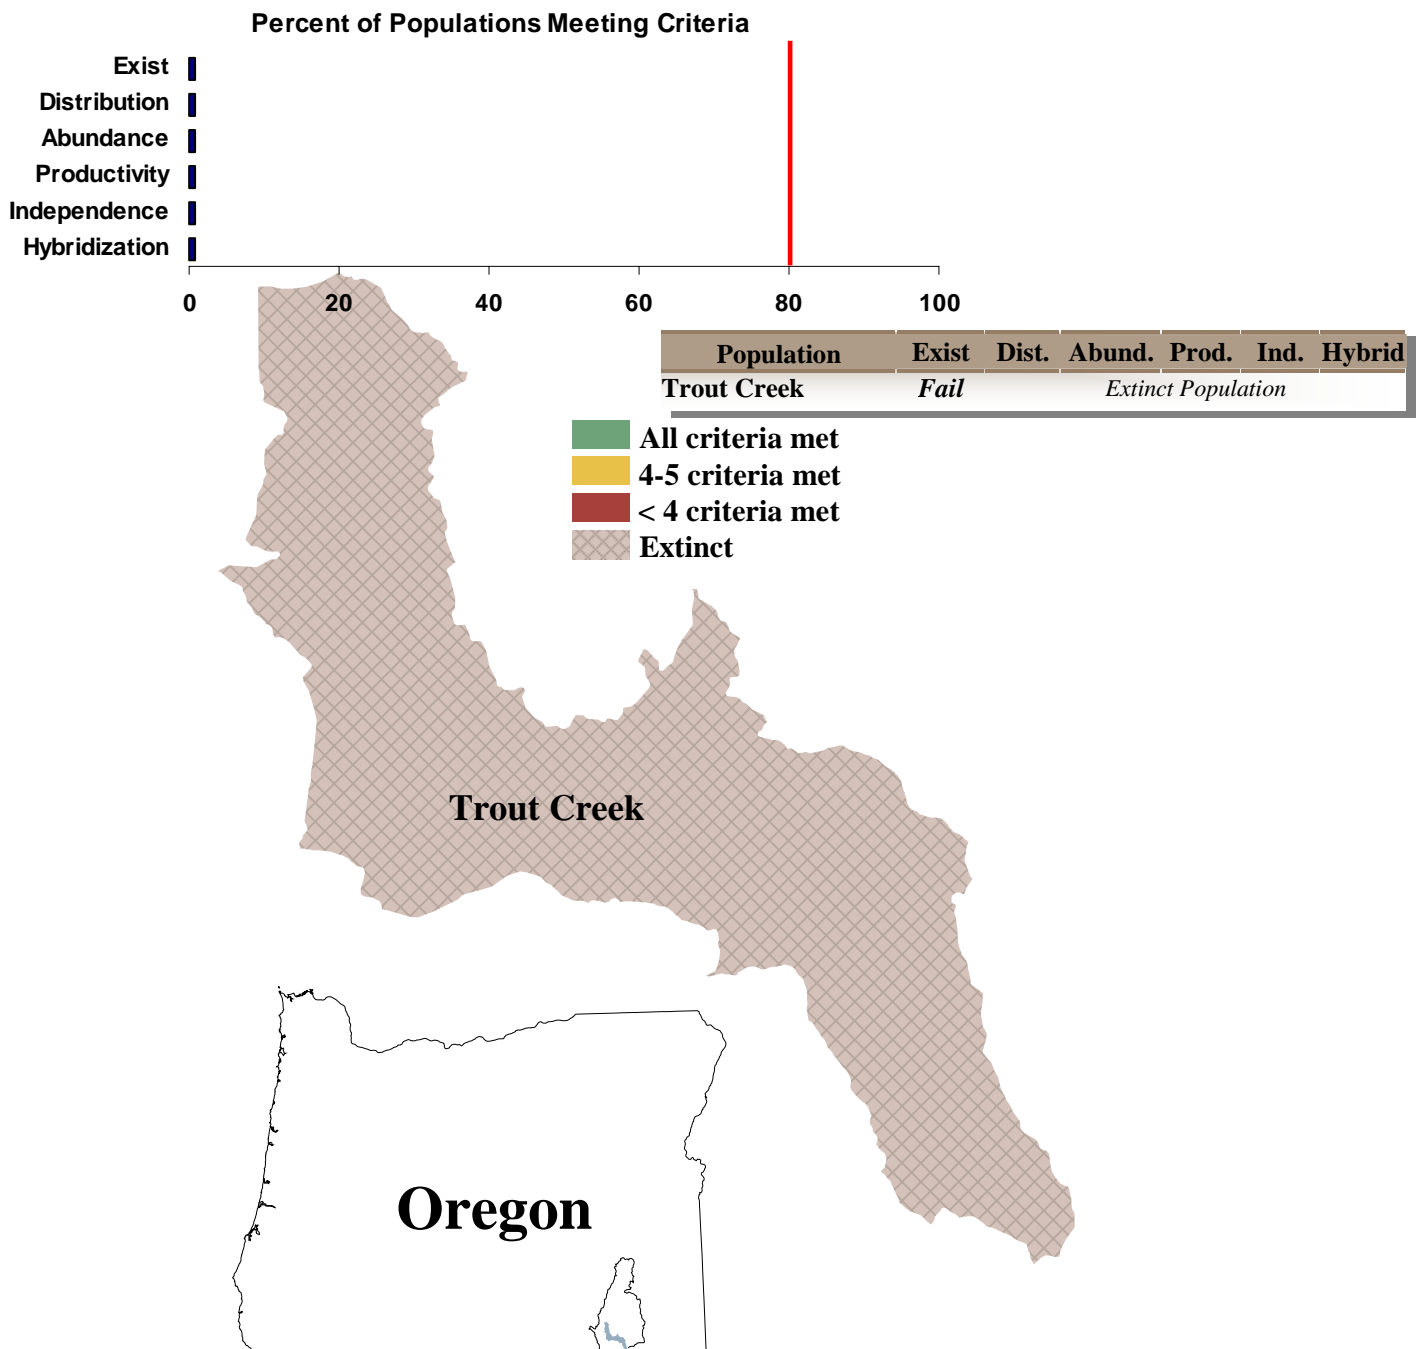 Percent of Populations Meeting Criteria
Exist
Distribution
Abundance
Productivity
Independence
Hybridization
0 20 40 60 80 100
Population Exist Dist. Abund. Prod. Ind. Hybrid
Trout Creek Fail Extinct Population
All criteria met
4-5 criteria met
< 4 criteria met
Extinct
Trout Creek
Oregon